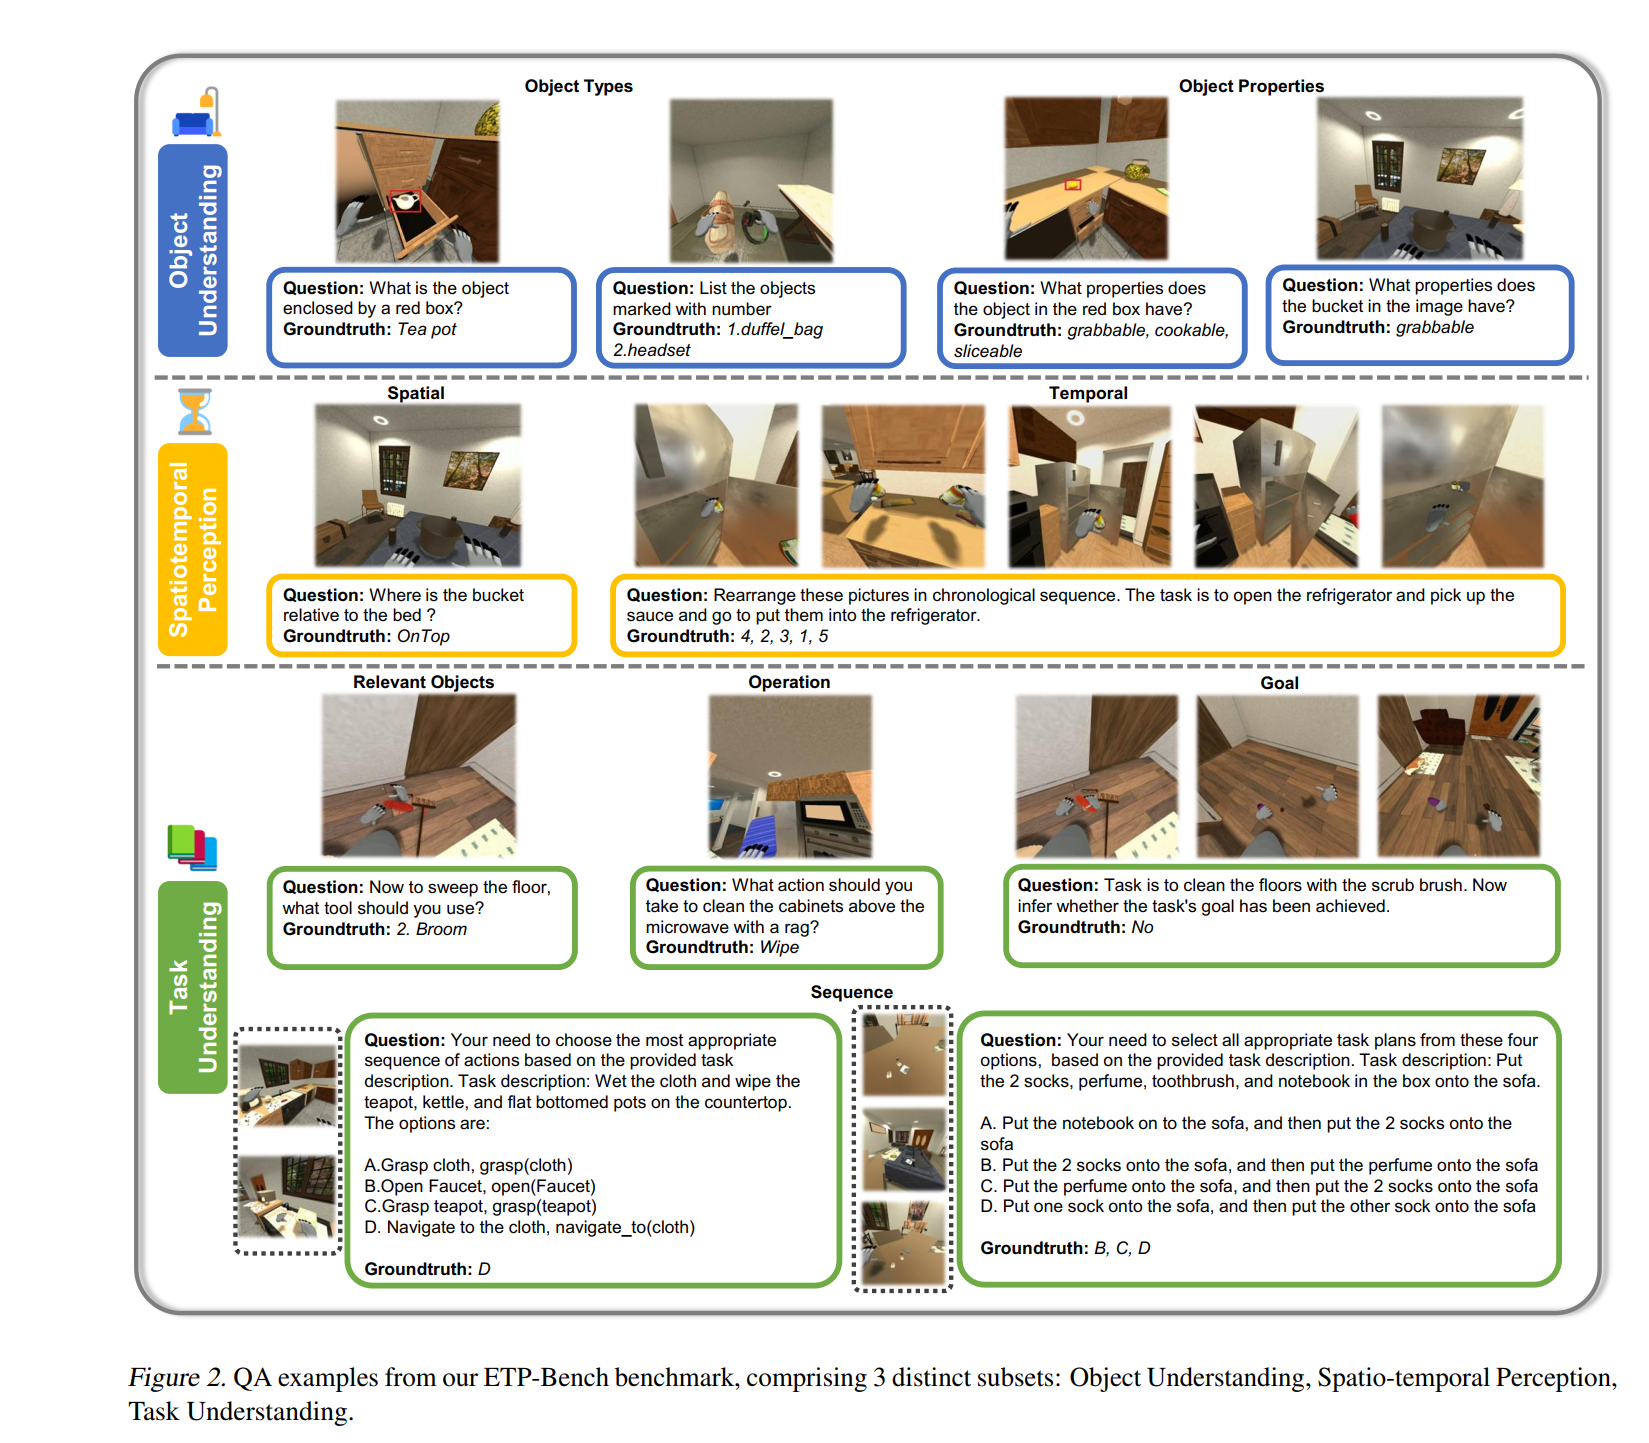 Object Understanding
Object Types
Object Properties
Question: What is the object
enclosed by a red box?
Groundtruth: Tea pot
Question: List the objects
marked with number
Groundtruth: 1.duffel_bag
2.headset
Question: What properties does
the object in the red box have?
Groundtruth: grabbable, cookable,
sliceable
Question: What properties does
the bucket in the image have?
Groundtruth: grabbable
Spatiotemporal Perception
Spatial
Temporal
Question: Where is the bucket
relative to the bed ?
Groundtruth: OnTop
Question: Rearrange these pictures in chronological sequence. The task is to open the refrigerator and pick up the
sauce and go to put them into the refrigerator.
Groundtruth: 4, 2, 3, 1, 5
Task Understanding
Relevant Objects
Operation
Goal
Question: Now to sweep the floor,
what tool should you use?
Groundtruth: 2. Broom
Question: What action should you
take to clean the cabinets above the
microwave with a rag?
Groundtruth: Wipe
Question: Task is to clean the floors with the scrub brush. Now
infer whether the task's goal has been achieved.
Groundtruth: No
Sequence
Question: Your need to choose the most appropriate
sequence of actions based on the provided task
description. Task description: Wet the cloth and wipe the
teapot, kettle, and flat bottomed pots on the countertop.
The options are:
A.Grasp cloth, grasp(cloth)
B.Open Faucet, open(Faucet)
C.Grasp teapot, grasp(teapot)
D. Navigate to the cloth, navigate_to(cloth)
Groundtruth: D
Question: Your need to select all appropriate task plans from these four
options, based on the provided task description. Task description: Put
the 2 socks, perfume, toothbrush, and notebook in the box onto the sofa.
A. Put the notebook on to the sofa, and then put the 2 socks onto the
sofa
B. Put the 2 socks onto the sofa, and then put the perfume onto the sofa
C. Put the perfume onto the sofa, and then put the 2 socks onto the sofa
D. Put one sock onto the sofa, and then put the other sock onto the sofa
Groundtruth: B, C, D
Figure 2. QA examples from our ETP-Bench benchmark, comprising 3 distinct subsets: Object Understanding, Spatio-temporal Perception,
Task Understanding.